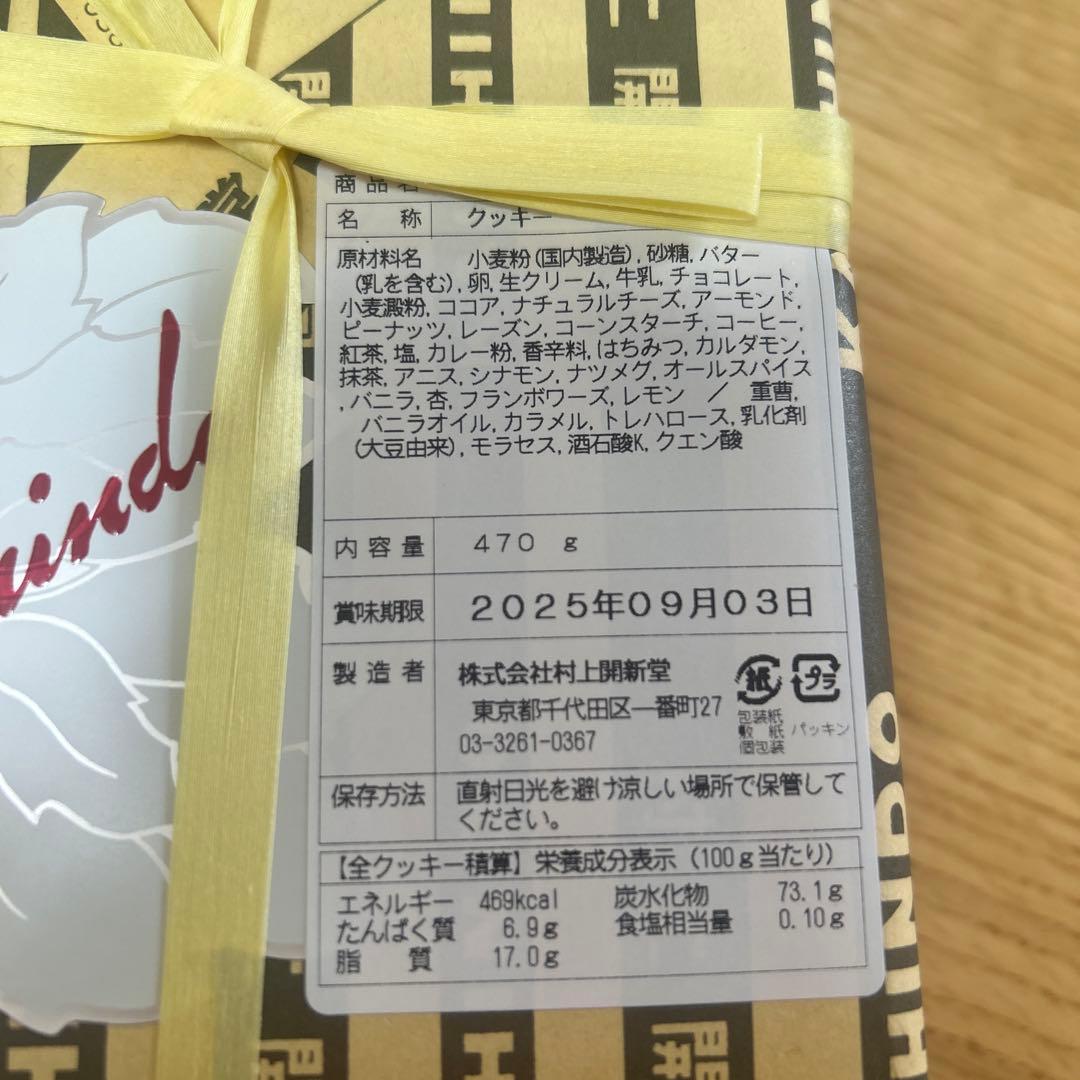 商品名
名 称 クッキー
原材料名 小麦粉(国内製造), 砂糖, バター
(乳を含む), 卵, 生クリーム, 牛乳, チョコレート,
小麦澱粉, ココア, ナチュラルチーズ, アーモンド,
ピーナッツ, レーズン, コーンスターチ, コーヒー,
紅茶, 塩, カレー粉, 香辛料, はちみつ, カルダモン,
抹茶, アニス, シナモン, ナツメグ, オールスパイス
, バニラ, 杏, フランボワーズ, レモン ／ 重曹,
バニラオイル, カラメル, トレハロース, 乳化剤
(大豆由来), モラセス, 酒石酸K, クエン酸
内容量 470 g
賞味期限 2025年09月03日
製造者 株式会社村上開新堂
東京都千代田区一番町27
03-3261-0367
紙 プラ
包装紙
敷 紙 パッキン
個包装
保存方法 直射日光を避け涼しい場所で保管して
ください。
【全クッキー積算】栄養成分表示(100g当たり)
エネルギー 469kcal 炭水化物 73.1g
たんぱく質 6.9g 食塩相当量 0.10g
脂 質 17.0g
開
開
堂
開
開